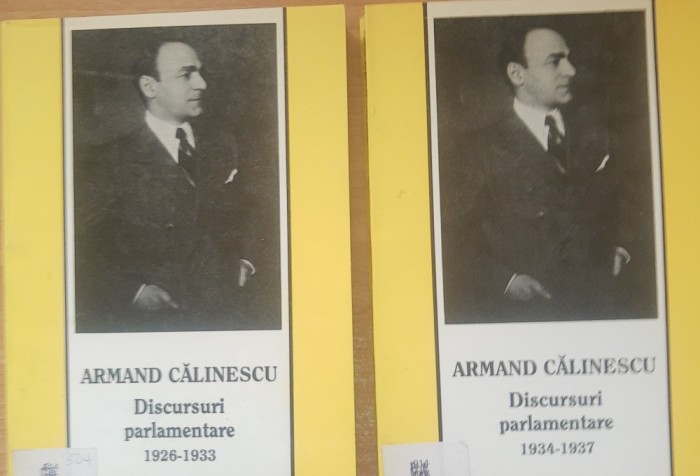 ARMAND CĂLINESCU
Discursuri
parlamentare
1926-1933
ARMAND CĂLINESCU
Discursuri
parlamentare
1934-1937